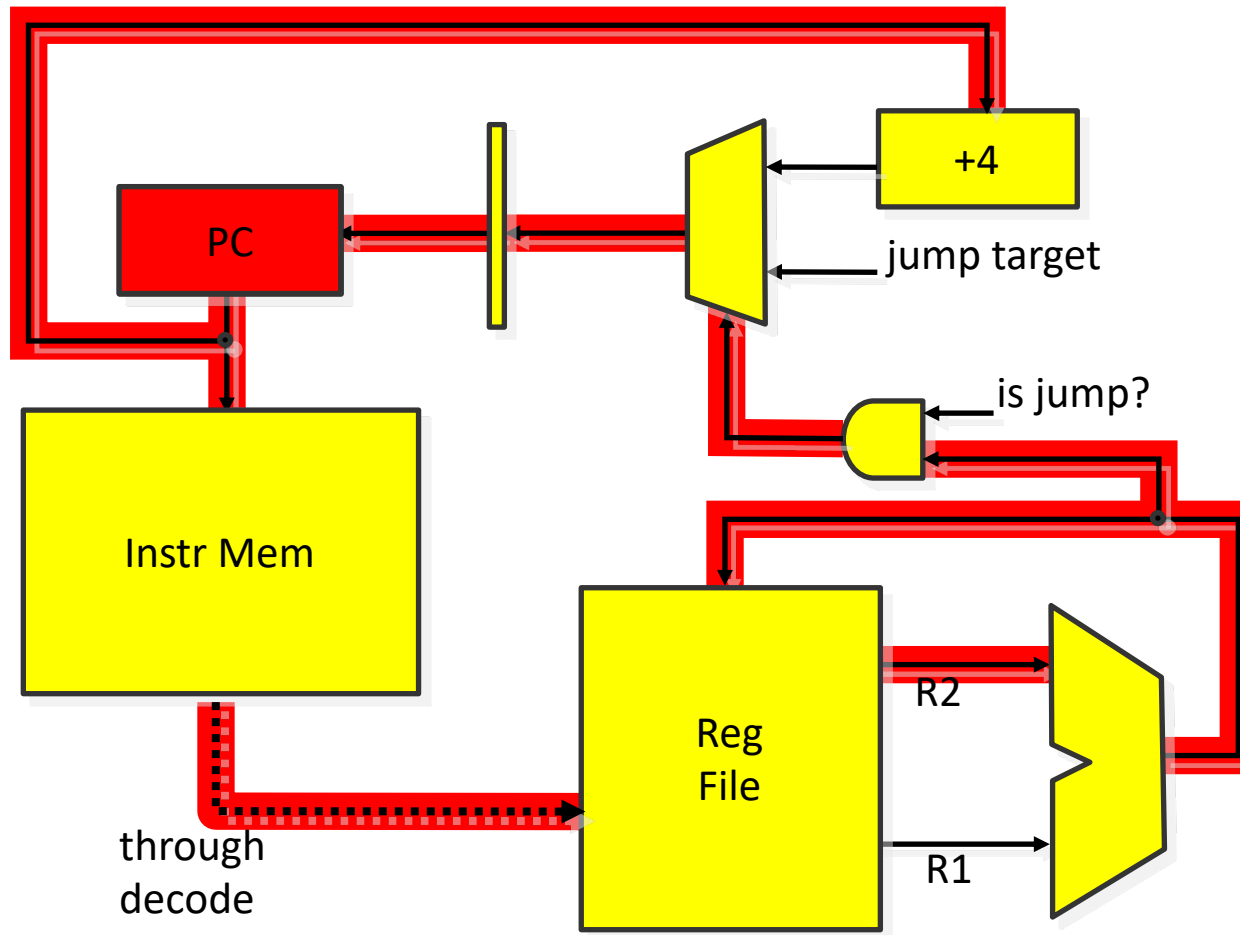 +4
PC
jump target
is jump?
Instr Mem
R2
Reg
File
through
decode
R1